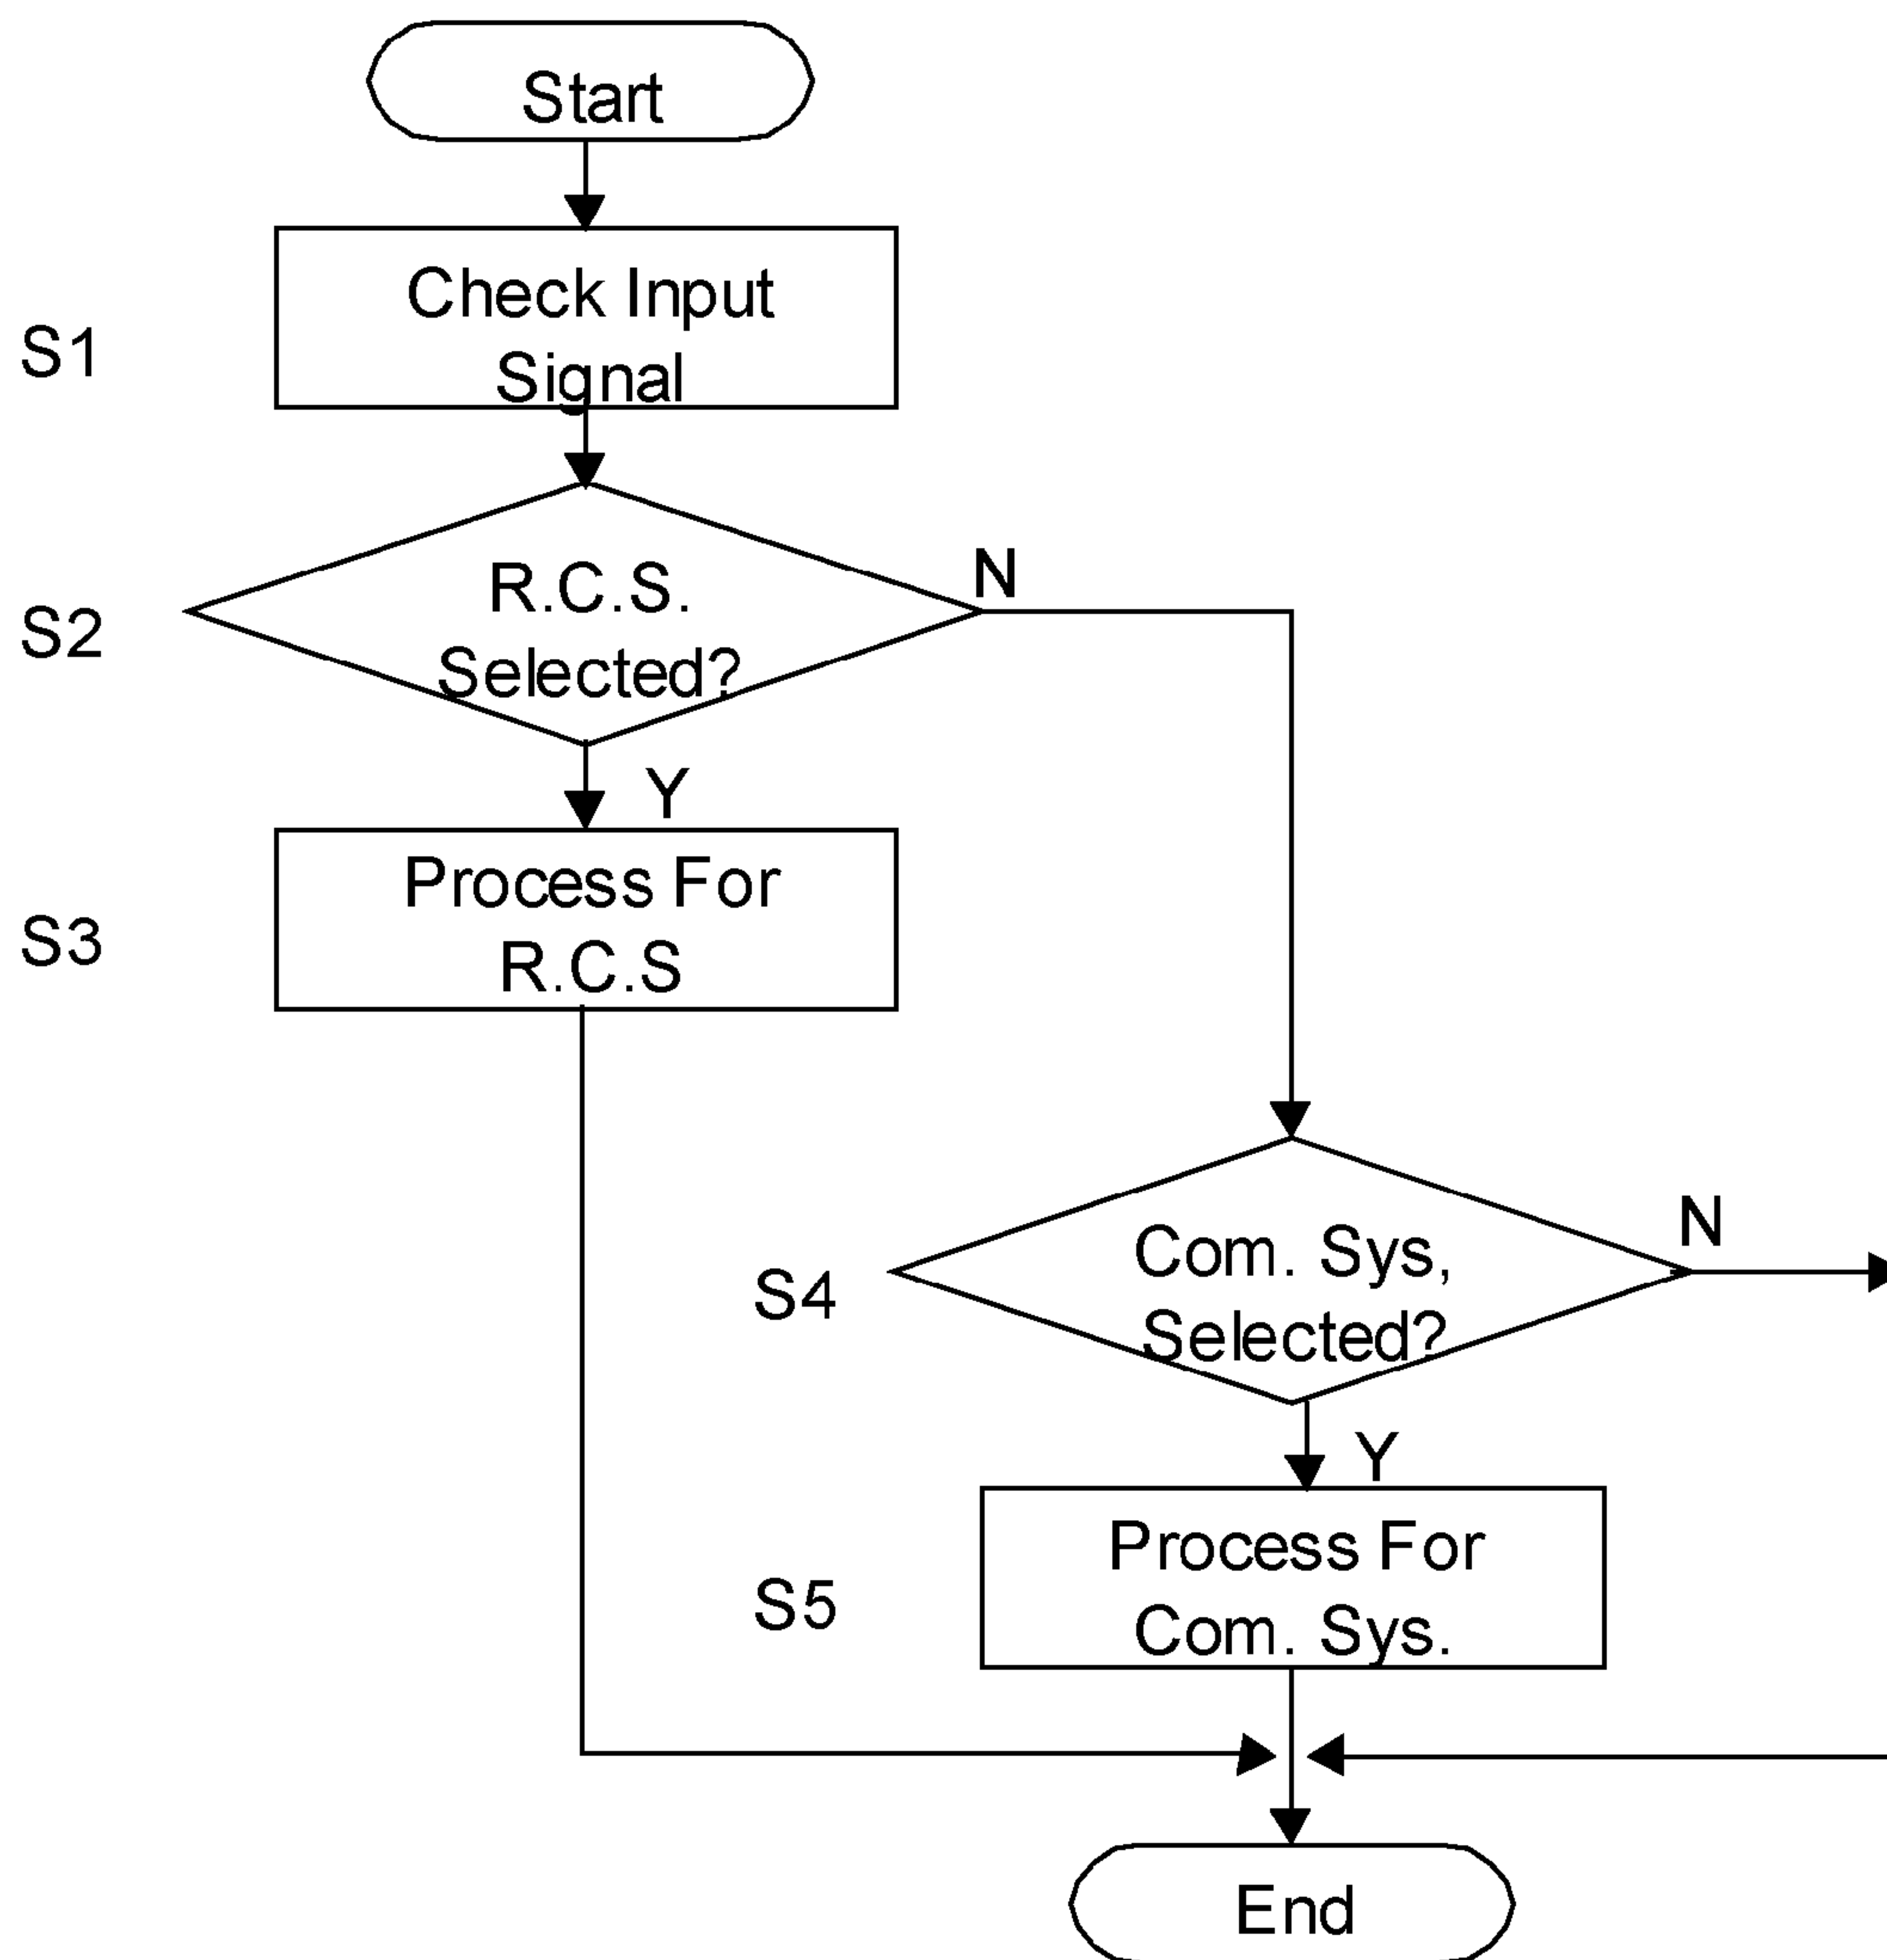 Start
S1
Check Input
Signal
S2
R.C.S.
Selected?
N
Y
S3
Process For
R.C.S
S4
Com. Sys,
Selected?
N
Y
S5
Process For
Com. Sys.
End